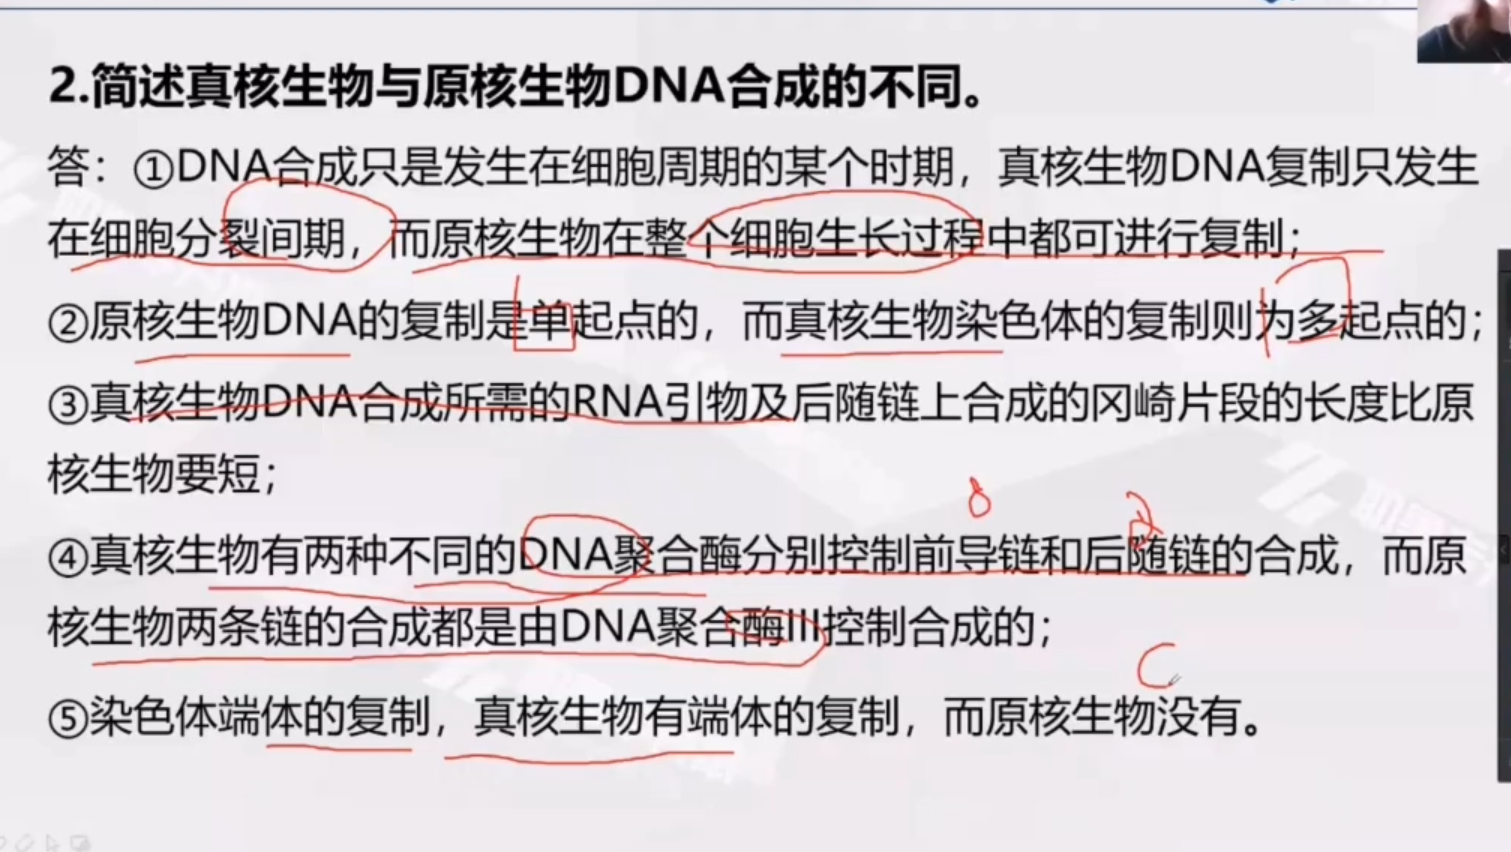 2.简述真核生物与原核生物DNA合成的不同。
答：①DNA合成只是发生在细胞周期的某个时期，真核生物DNA复制只发生
在细胞分裂间期，而原核生物在整个细胞生长过程中都可进行复制；
②原核生物DNA的复制是单起点的，而真核生物染色体的复制则为多起点的；
③真核生物DNA合成所需的RNA引物及后随链上合成的冈崎片段的长度比原
核生物要短；
④真核生物有两种不同的DNA聚合酶分别控制前导链和后随链的合成，而原
核生物两条链的合成都是由DNA聚合酶III控制合成的；
⑤染色体端体的复制，真核生物有端体的复制，而原核生物没有。